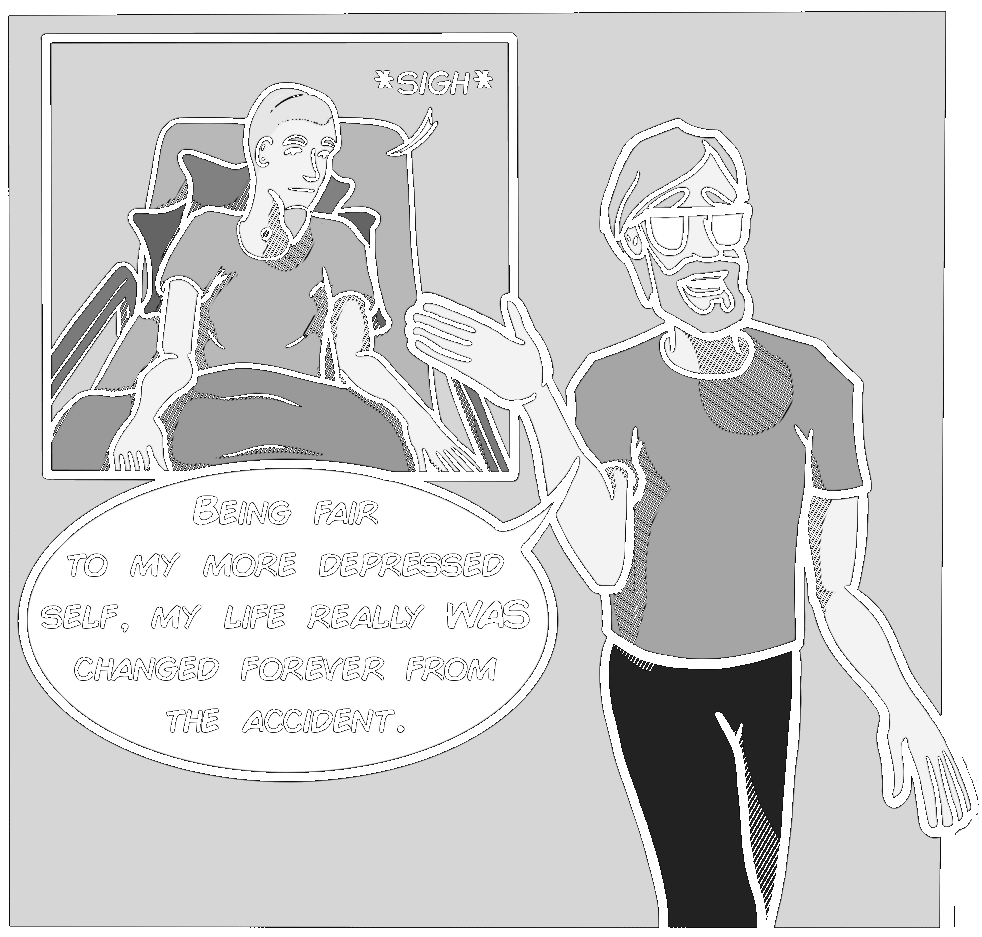 *SIGH*
BEING FAIR
TO MY MORE DEPRESSED
SELF, MY LIFE REALLY WAS
CHANGED FOREVER FROM
THE ACCIDENT.